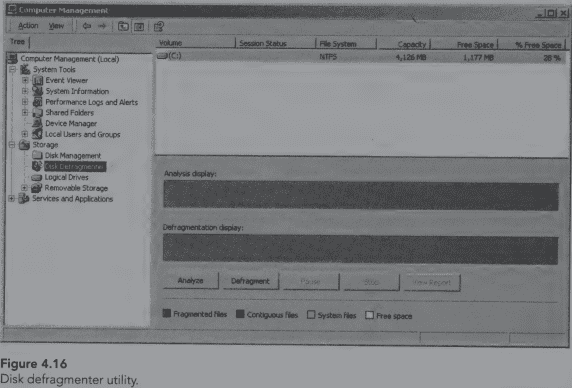 Computer Management
Action View
Tree
Volume Session Status File System Capacity Free Space % Free Space
Computer Management (Local)
(C:) NTFS 4,126 MB 1,177 MB 28 %
System Tools
Event Viewer
System Information
Performance Logs and Alerts
Shared Folders
Device Manager
Local Users and Groups
Storage
Disk Management
Disk Defragmenter
Logical Drives
Removable Storage
Services and Applications
Analysis display:
Defragmentation display:
Analyze Defragment Pause Stop View Report
Fragmented files Contiguous files System files Free space
Figure 4.16
Disk defragmenter utility.